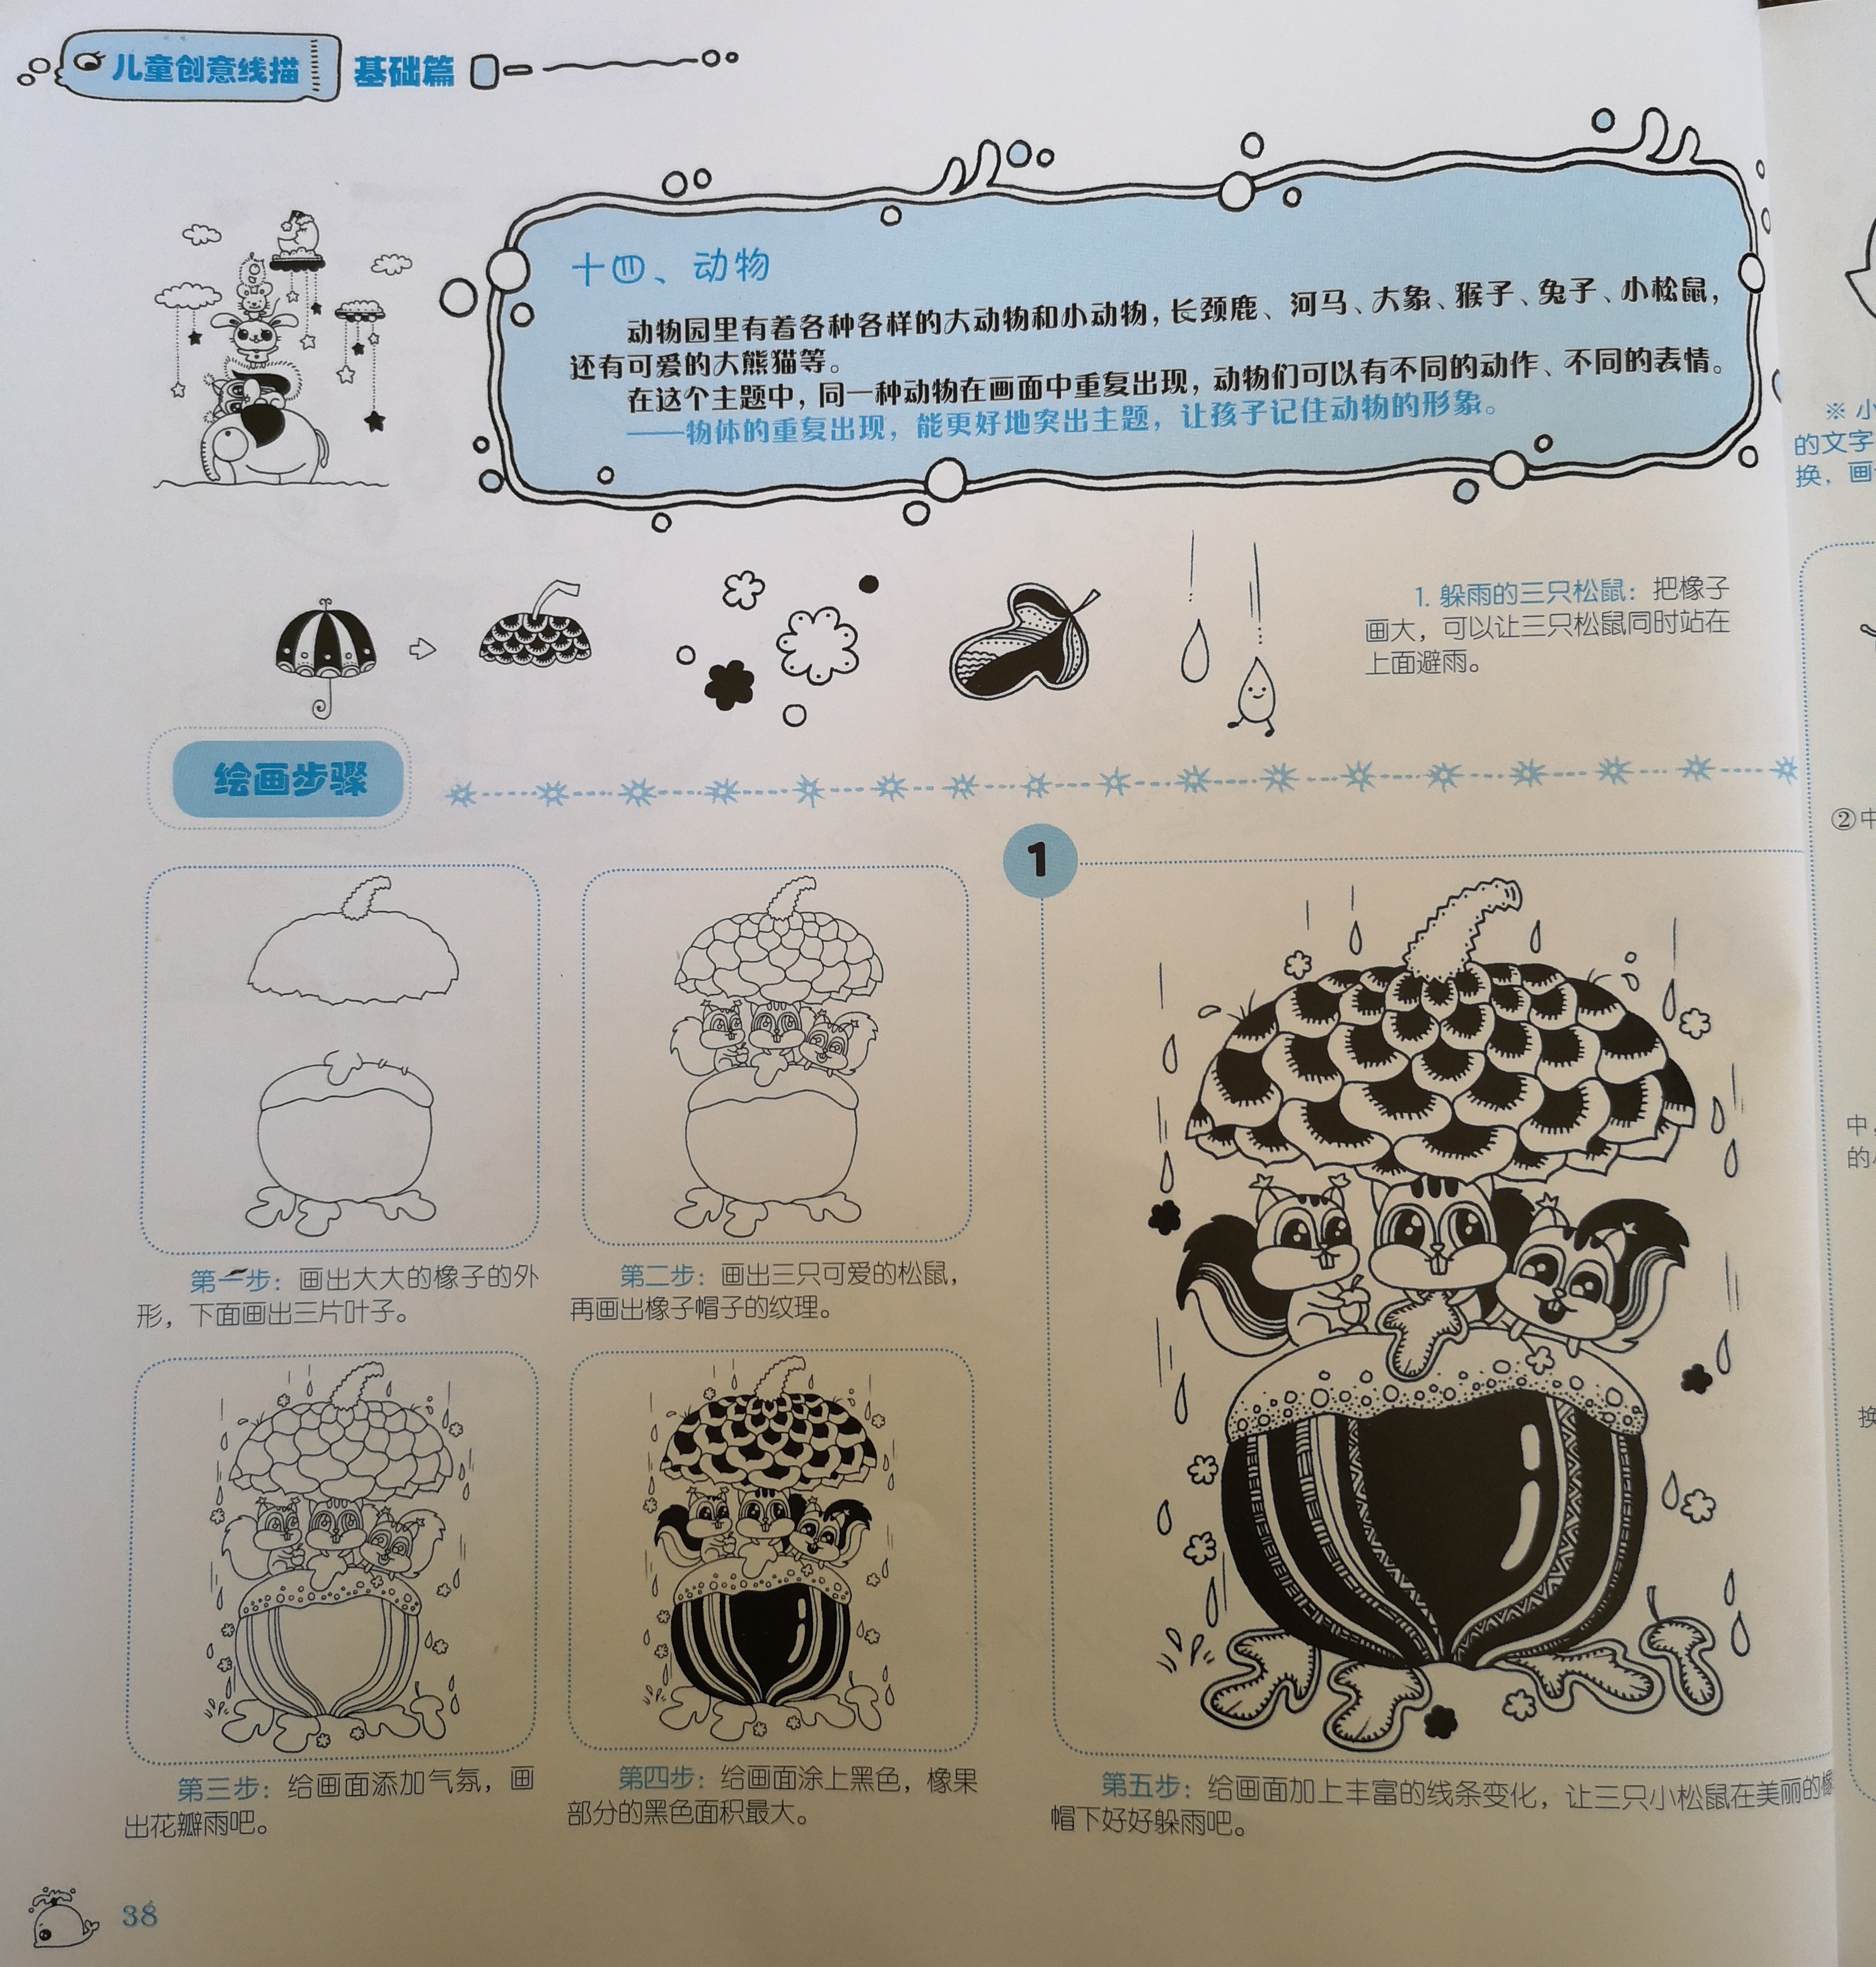 儿童创意线描 基础篇
十四、动物
动物园里有着各种各样的大动物和小动物，长颈鹿、河马、大象、猴子、兔子、小松鼠，
还有可爱的大熊猫等。
在这个主题中，同一种动物在画面中重复出现，动物们可以有不同的动作、不同的表情。
——物体的重复出现，能更好地突出主题，让孩子记住动物的形象。
1. 躲雨的三只松鼠：把橡子
画大，可以让三只松鼠同时站在
上面避雨。
绘画步骤
第一步：画出大大的橡子的外
形，下面画出三片叶子。
第二步：画出三只可爱的松鼠，
再画出橡子帽子的纹理。
第三步：给画面添加气氛，画
出花瓣雨吧。
第四步：给画面涂上黑色，橡果
部分的黑色面积最大。
1
第五步：给画面加上丰富的线条变化，让三只小松鼠在美丽的橡
帽下好好躲雨吧。
38
※ 小
的文字
换，画
②中
中，
的
换